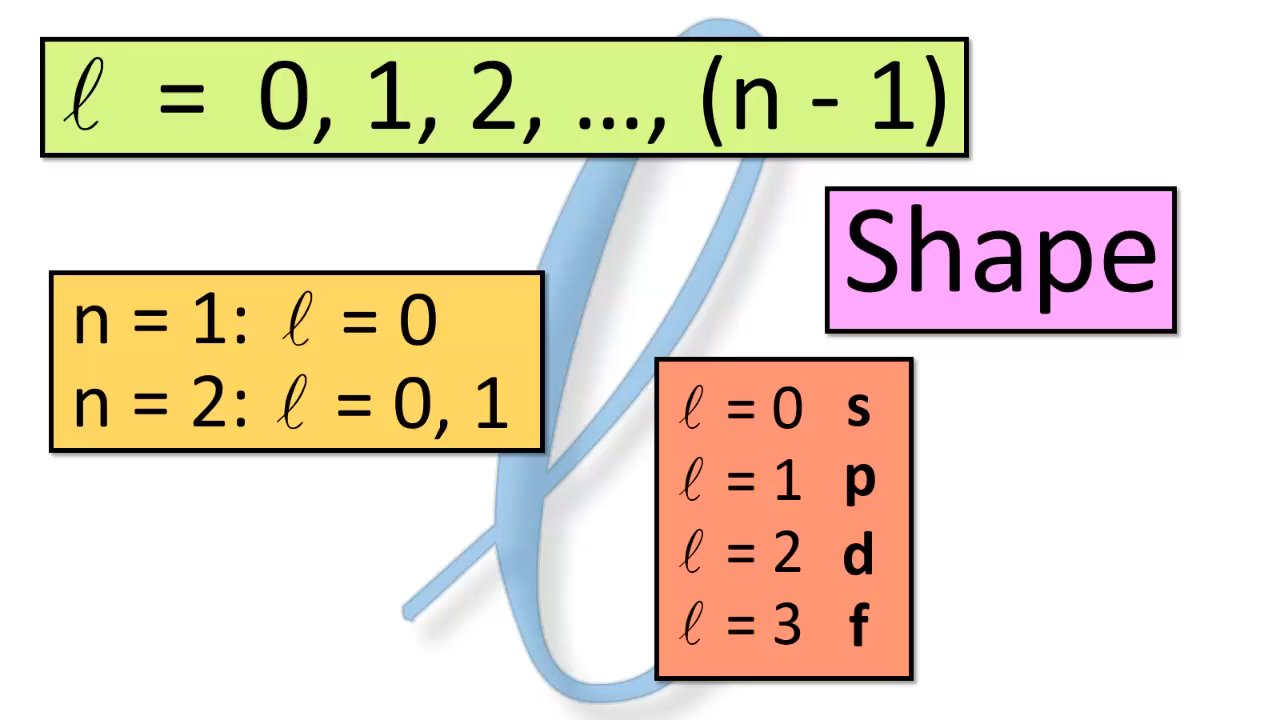 ℓ = 0, 1, 2, ..., (n - 1)
Shape
n = 1: ℓ = 0
n = 2: ℓ = 0, 1
ℓ = 0 s
ℓ = 1 p
ℓ = 2 d
ℓ = 3 f
ℓ